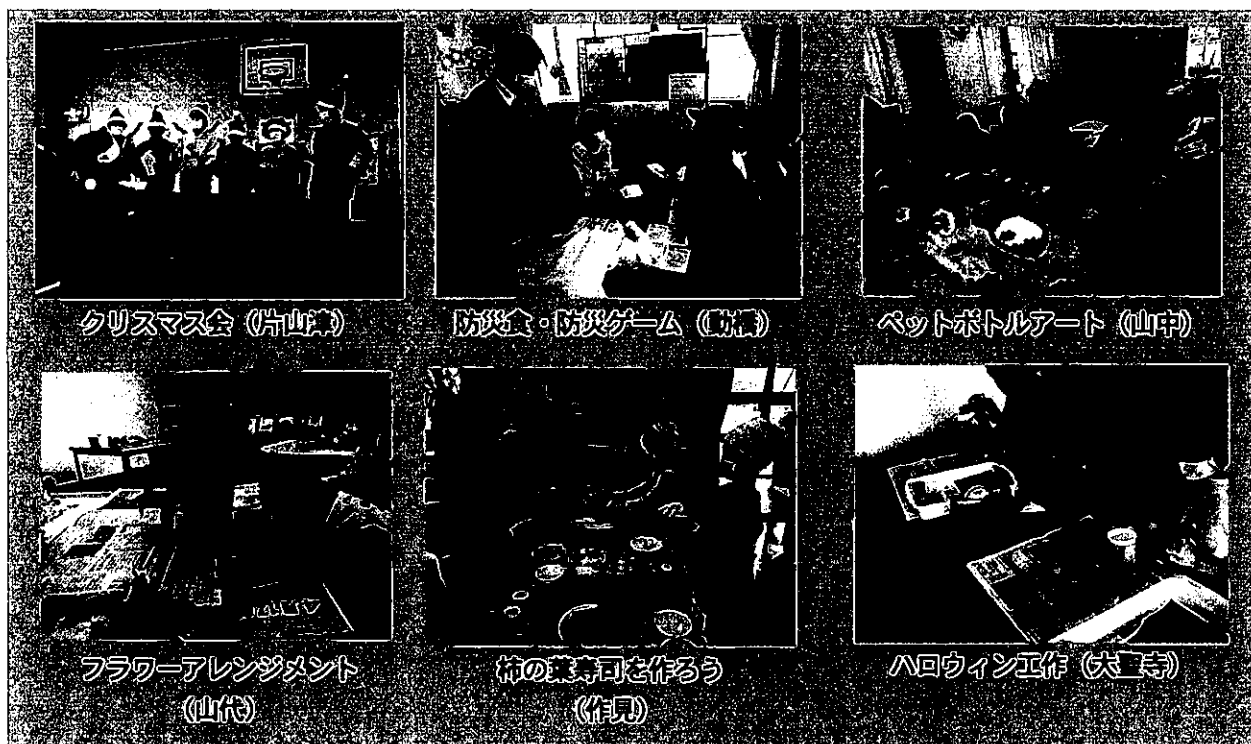 クリスマス会（片山津）
防災食・防災ゲーム（動橋）
ペットボトルアート（山中）
フラワーアレンジメント
（山代）
柿の葉寿司を作ろう
（作見）
ハロウィン工作（大聖寺）